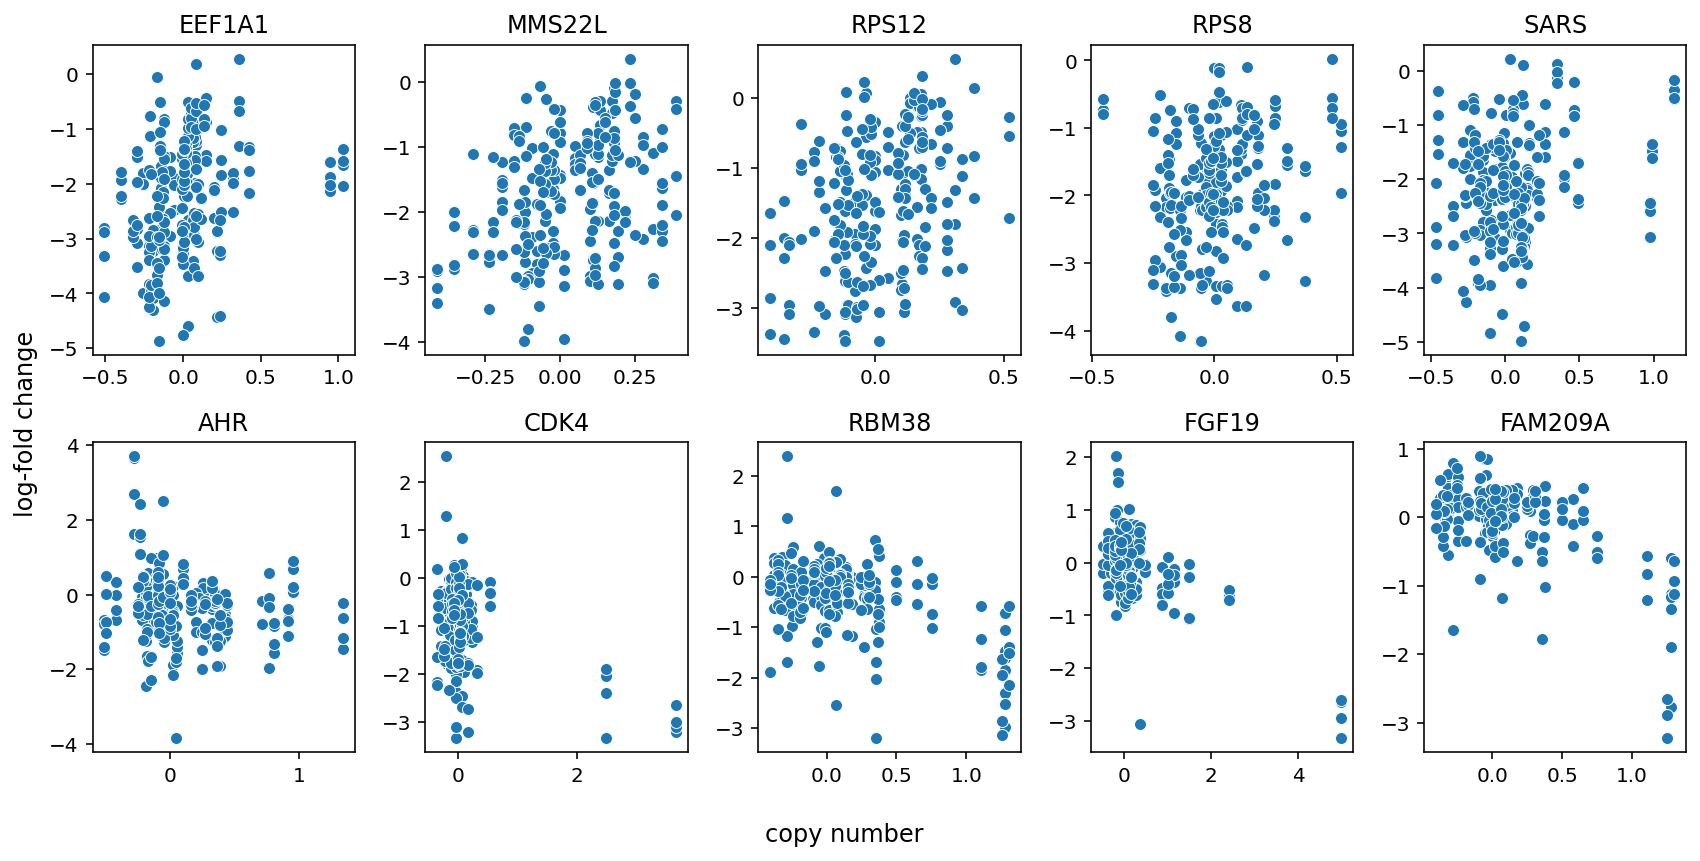 EEF1A1 MMS22L RPS12 RPS8 SARS
0 −1 −2 −3 −4 −5
0 −1 −2 −3 −4
0 −1 −2 −3
0 −1 −2 −3 −4
0 −1 −2 −3 −4 −5
−0.5 0.0 0.5 1.0 −0.25 0.00 0.25 0.0 0.5 −0.5 0.0 0.5 −0.5 0.0 0.5 1.0
log-fold change
AHR CDK4 RBM38 FGF19 FAM209A
4 2 0 −2 −4
2 1 0 −1 −2 −3
2 1 0 −1 −2 −3
2 1 0 −1 −2 −3
1 0 −1 −2 −3
0 1 0 2 0.0 0.5 1.0 0 2 4 0.0 0.5 1.0
copy number